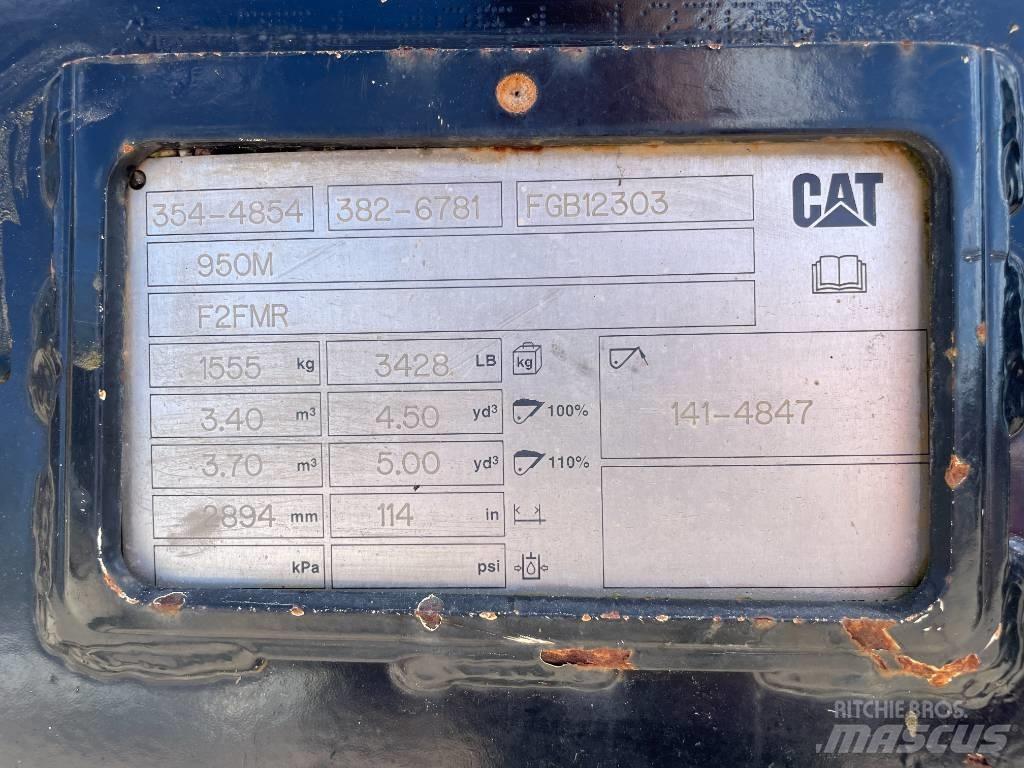 354-4854 382-6781 FGB12303 CAT
950M
F2FMR
1555 kg 3428 LB kg
3.40 m³ 4.50 yd³ 100%
141-4847
3.70 m³ 5.00 yd³ 110%
2894 mm 114 in
kPa psi
RITCHIE BROS.
MASCUS